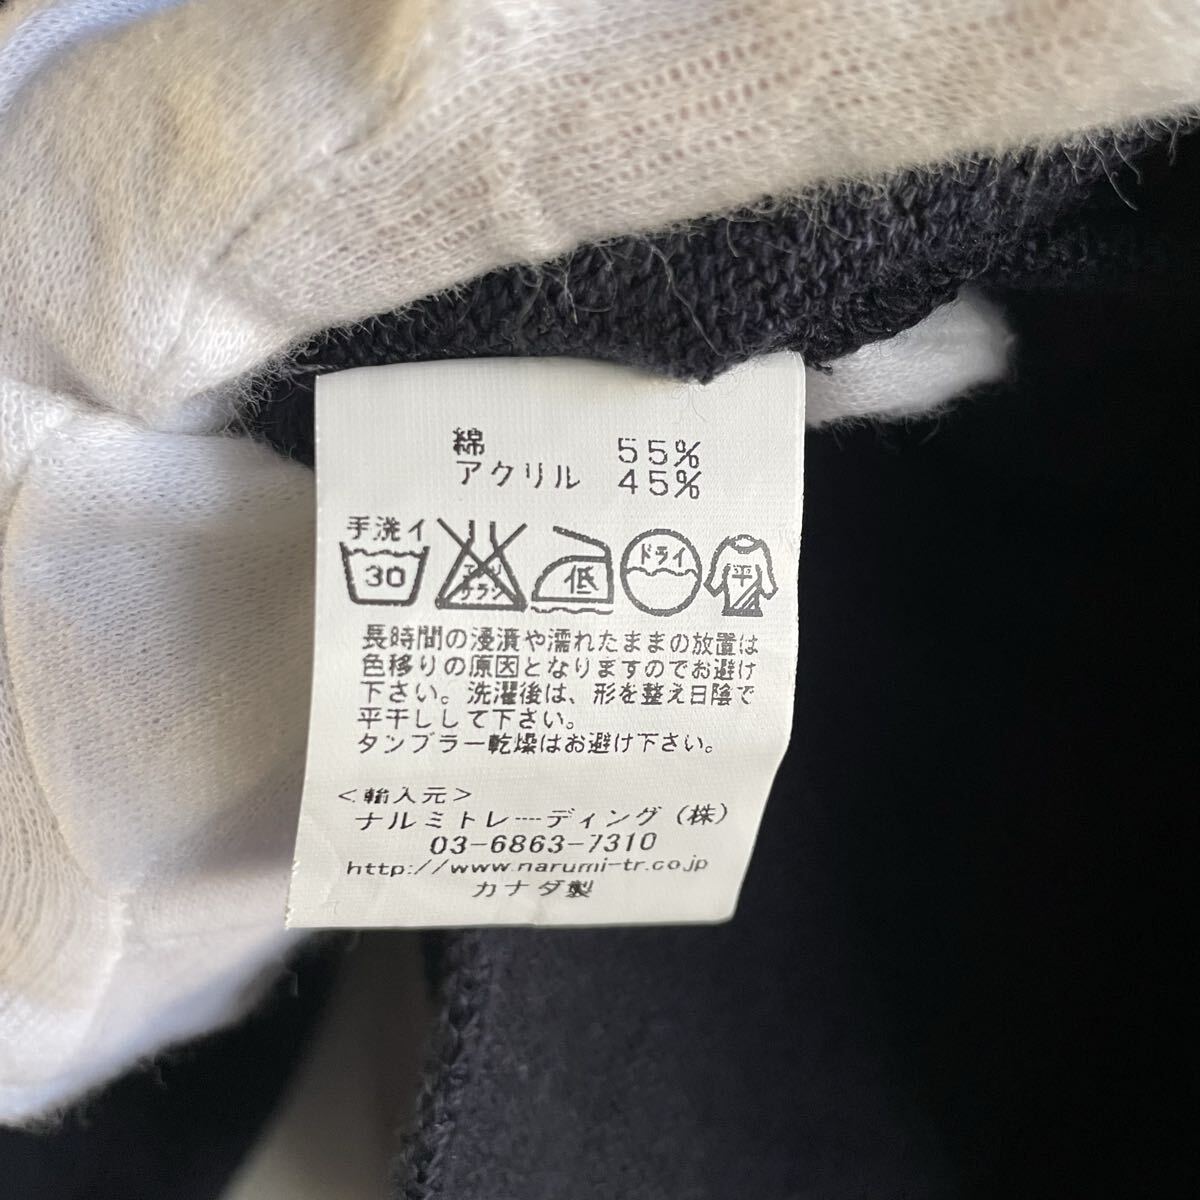 綿 55%
アクリル 45%
手洗イ
30
エンソ
サラシ
低
ドライ
平
長時間の浸漬や濡れたままの放置は
色移りの原因となりますのでお避け
下さい。洗濯後は、形を整え日陰で
平干しして下さい。
タンブラー乾燥はお避け下さい。
<輸入元>
ナルミトレーディング(株)
03-6863-7310
http://www.narumi-tr.co.jp
カナダ製